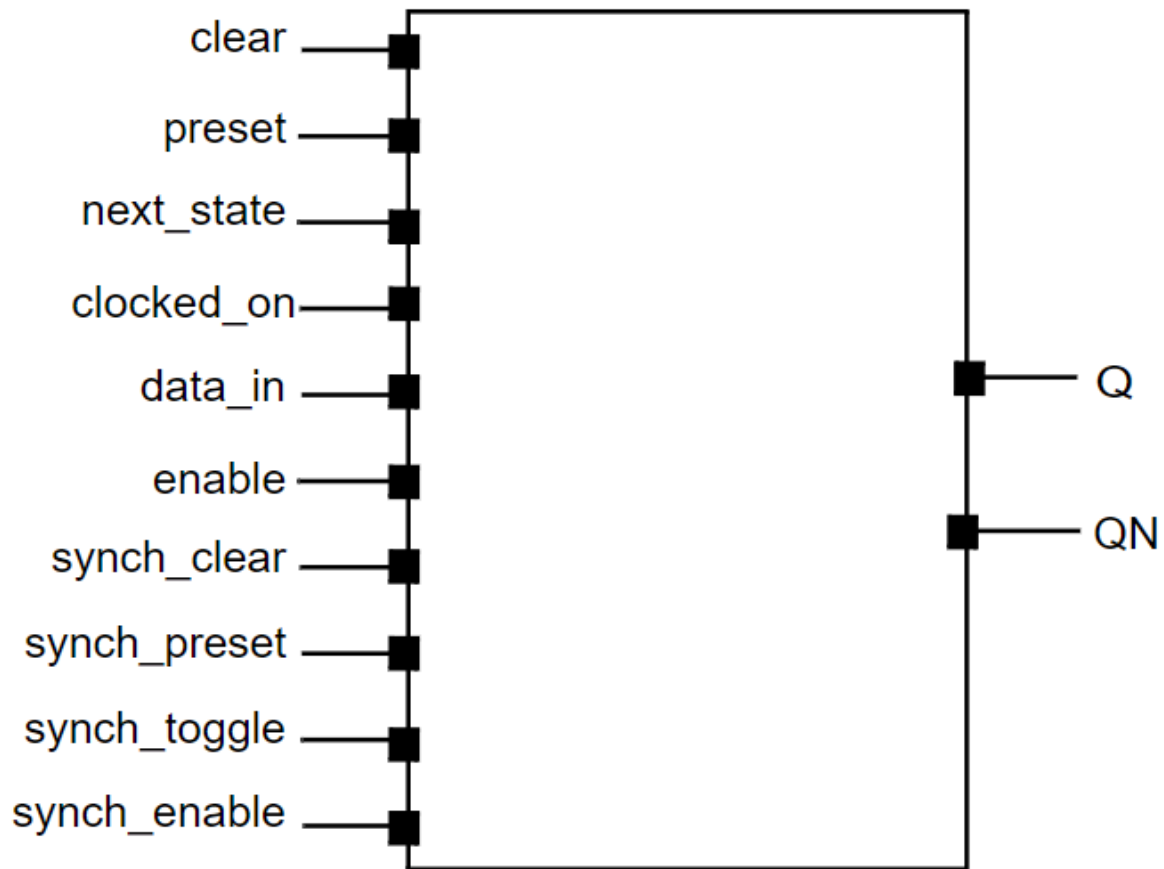 clear
preset
next_state
clocked_on
data_in
enable
synch_clear
synch_preset
synch_toggle
synch_enable
Q
QN